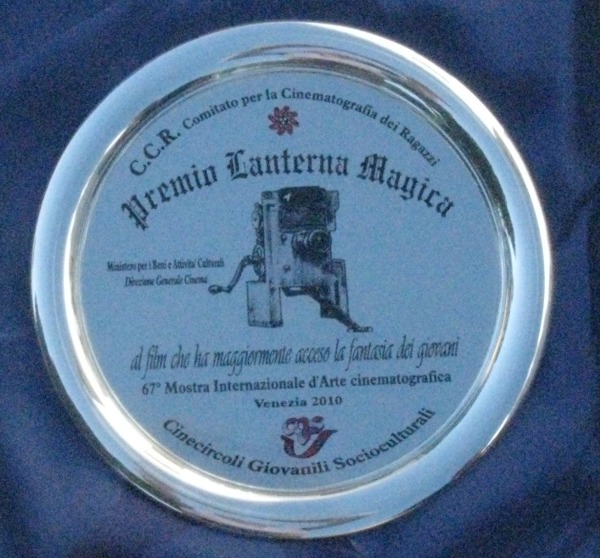 C.C.R. Comitato per la Cinematografia dei Ragazzi
Premio Lanterna Magica
Ministero per i Beni e Attivita' Culturali
Direzione Generale Cinema
al film che ha maggiormente acceso la fantasia dei giovani
67° Mostra Internazionale d'Arte cinematografica
Venezia 2010
Cinecircoli Giovanili Socioculturali